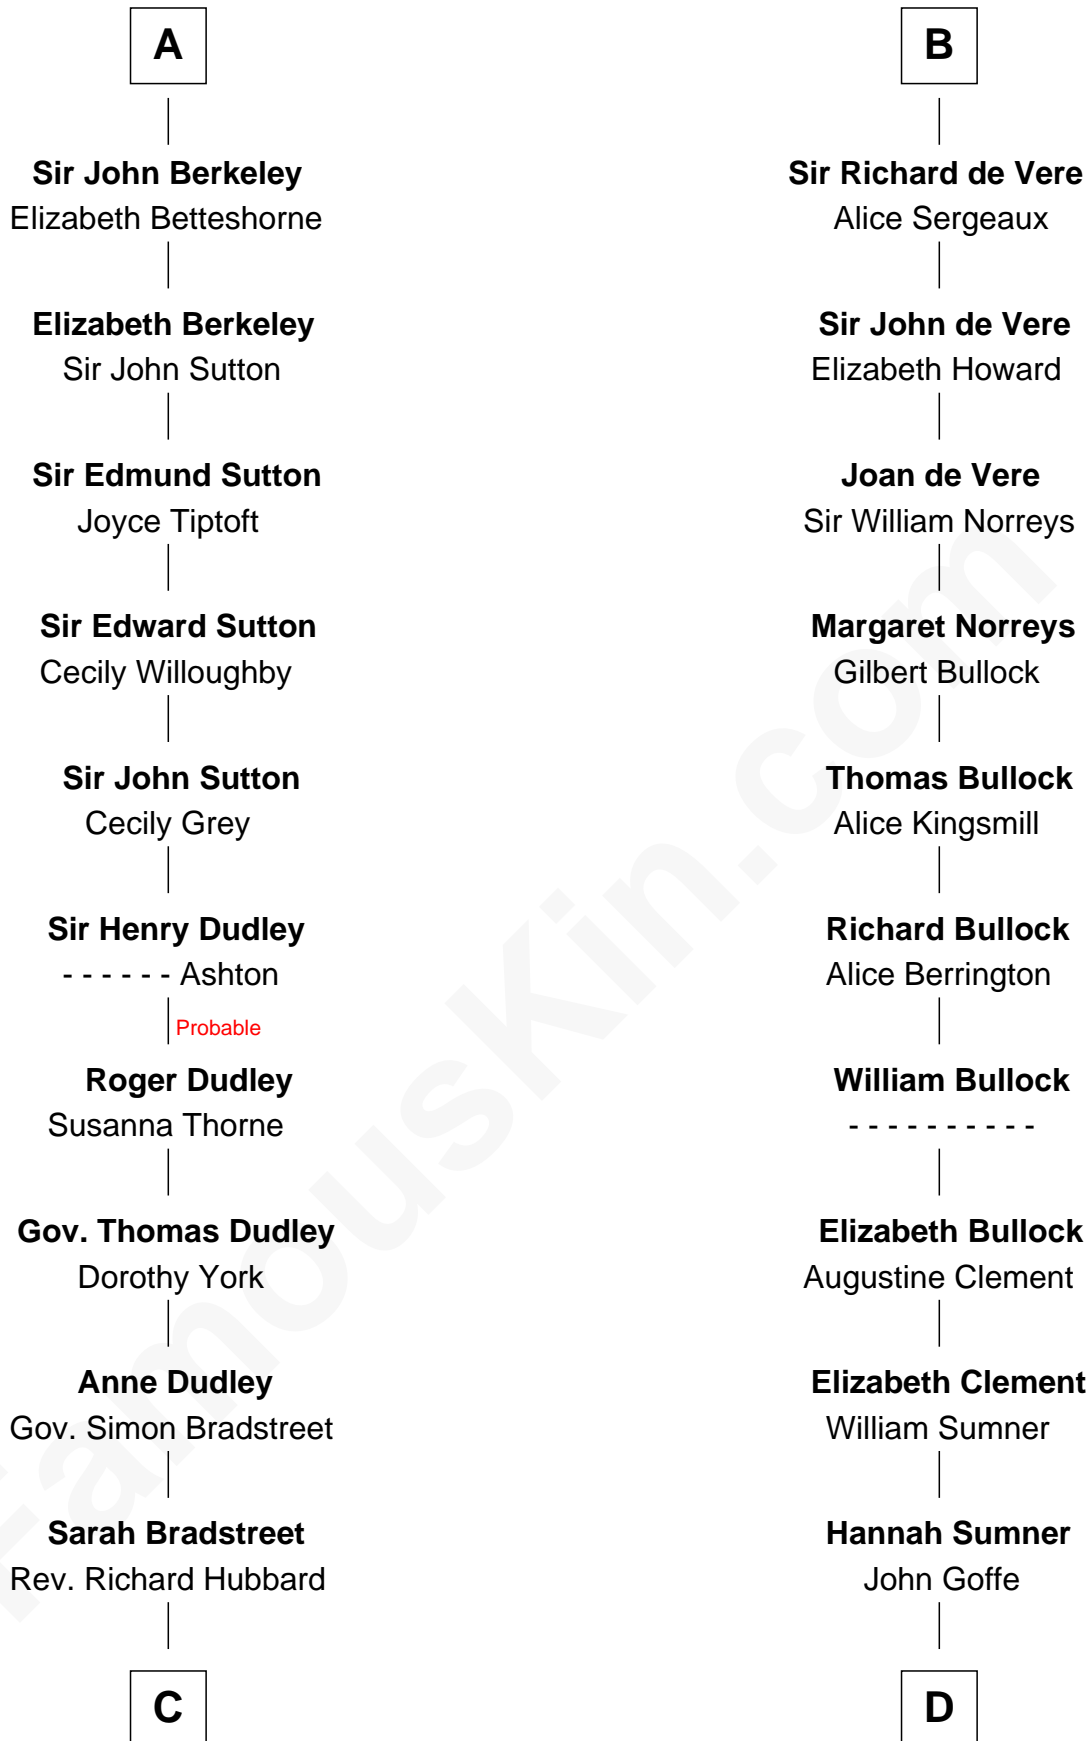 A
Sir John Berkeley
Elizabeth Betteshorne
Elizabeth Berkeley
Sir John Sutton
Sir Edmund Sutton
Joyce Tiptoft
Sir Edward Sutton
Cecily Willoughby
Sir John Sutton
Cecily Grey
Sir Henry Dudley
- - - - - - Ashton
Probable
Roger Dudley
Susanna Thorne
Gov. Thomas Dudley
Dorothy York
Anne Dudley
Gov. Simon Bradstreet
Sarah Bradstreet
Rev. Richard Hubbard
C
B
Sir Richard de Vere
Alice Sergeaux
Sir John de Vere
Elizabeth Howard
Joan de Vere
Sir William Norreys
Margaret Norreys
Gilbert Bullock
Thomas Bullock
Alice Kingsmill
Richard Bullock
Alice Berrington
William Bullock
- - - - - - - - - -
Elizabeth Bullock
Augustine Clement
Elizabeth Clement
William Sumner
Hannah Sumner
John Goffe
D
FamousKin.com